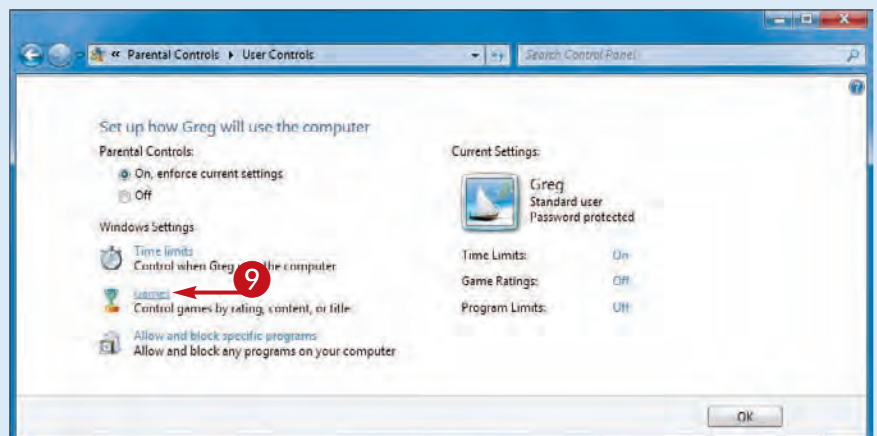 « Parental Controls ▸ User Controls
Search Control Panel
Set up how Greg will use the computer
Parental Controls:
On, enforce current settings
Off
Windows Settings
Time limits
Control when Greg the computer
9
Games
Control games by rating, content, or title
Allow and block specific programs
Allow and block any programs on your computer
Current Settings:
Greg
Standard user
Password protected
Time Limits: On
Game Ratings: Off
Program Limits: Off
OK